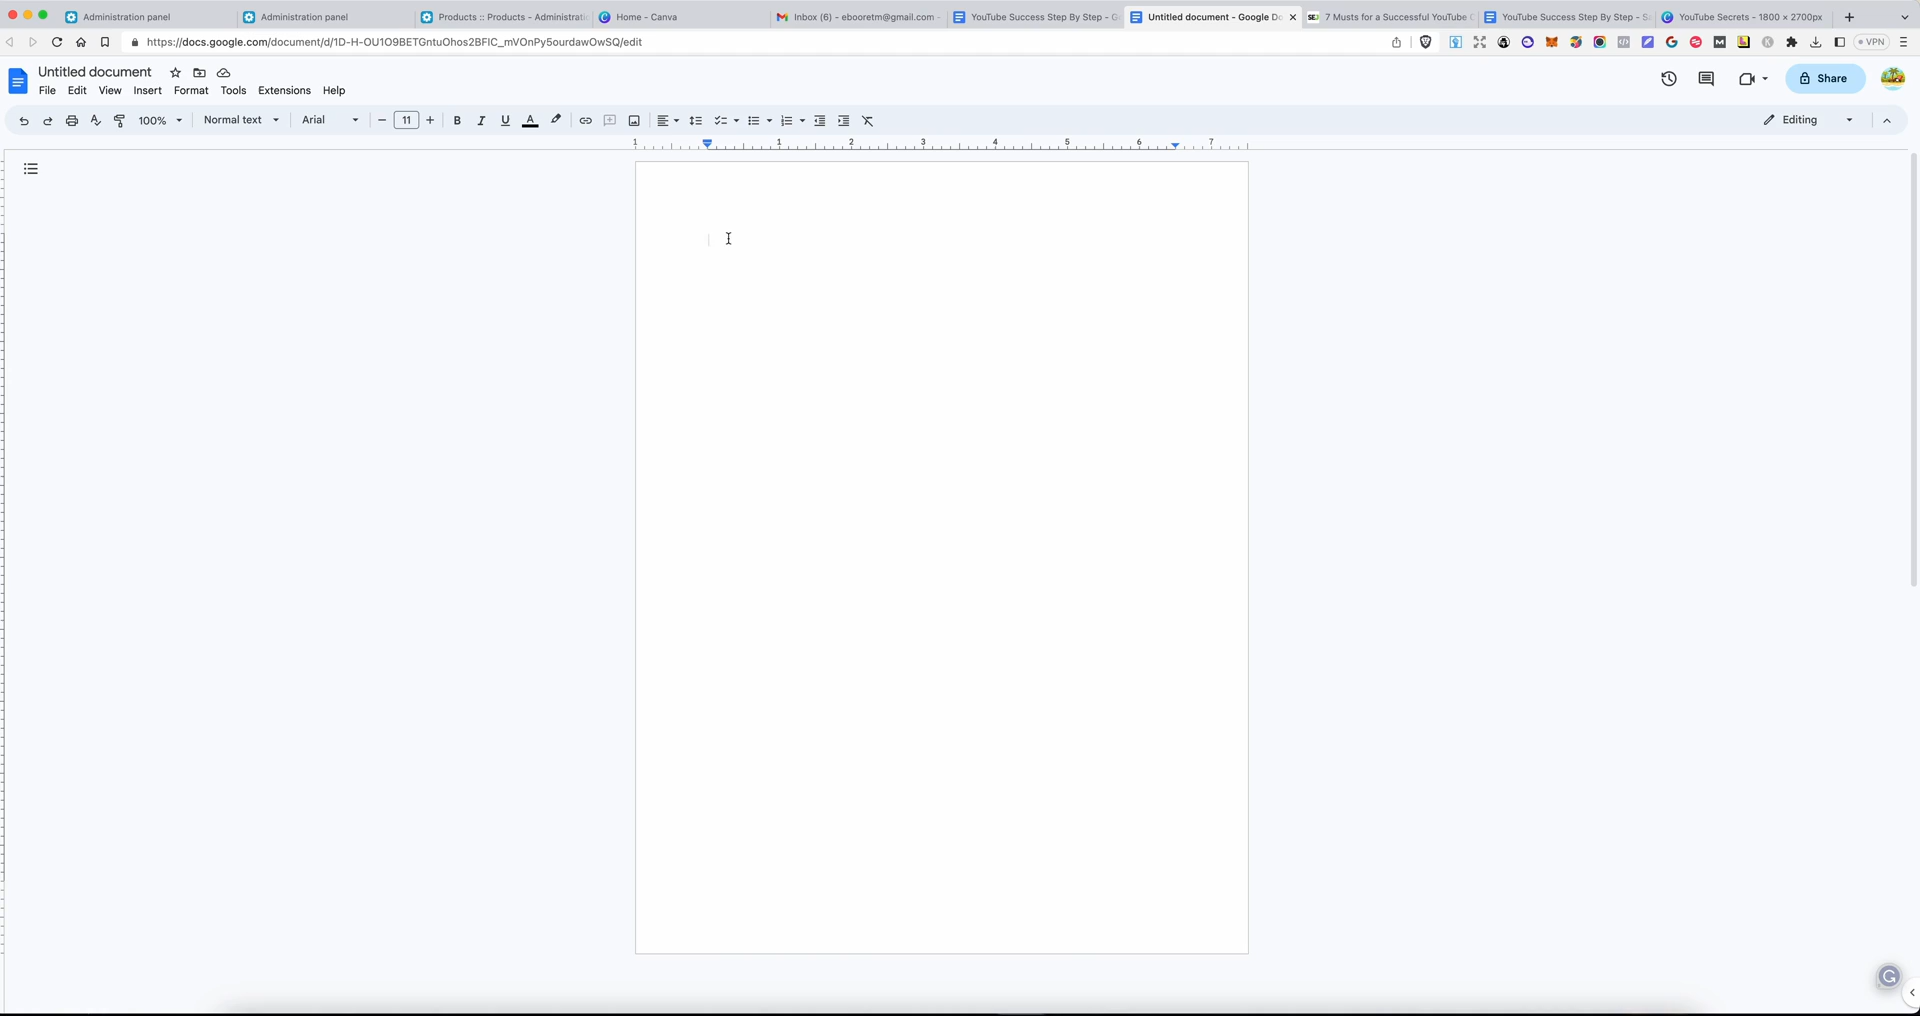 Administration panel Administration panel Products :: Products - Administrati Home - Canva Inbox (6) - ebooretm@gmail.com - YouTube Success Step By Step - G Untitled document - Google Do 7 Musts for a Successful YouTube C YouTube Success Step By Step - S YouTube Secrets - 1800 × 2700px
https://docs.google.com/document/d/1D-H-OU1O9BETGntuOhos2BFlC_mVOnPy5ourdawOwSQ/edit VPN
Untitled document
File Edit View Insert Format Tools Extensions Help Share
100% Normal text Arial 11 Editing
1 1 2 3 4 5 6 7